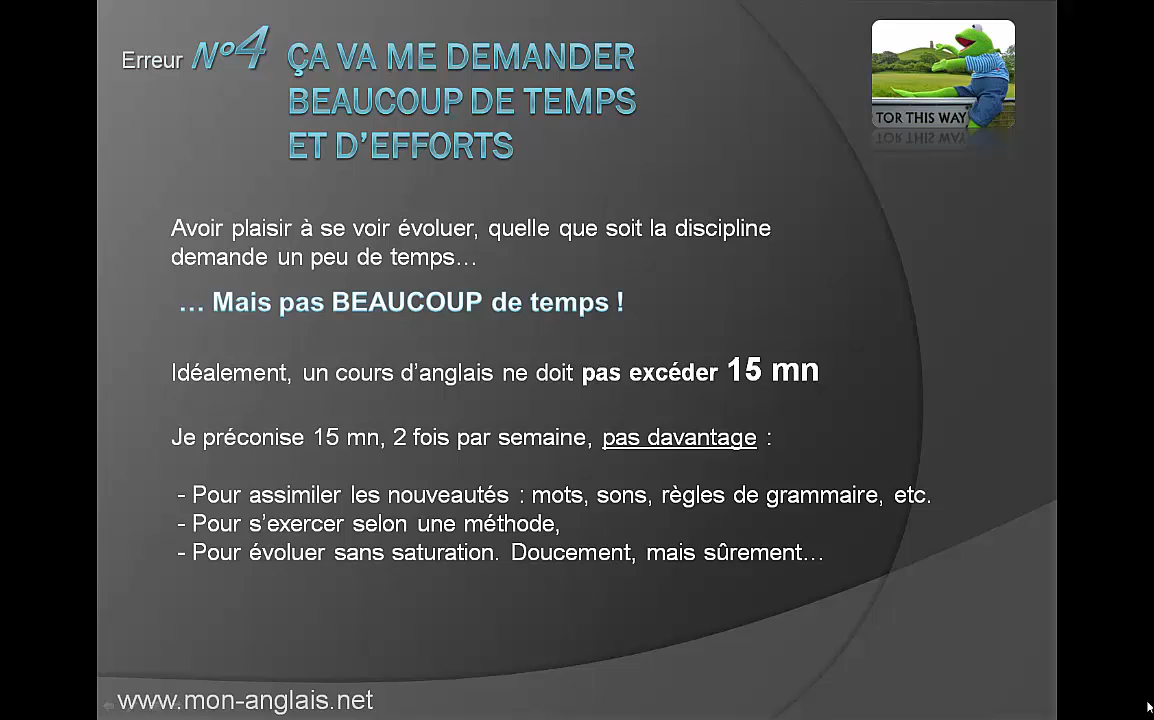 Erreur N°4 ÇA VA ME DEMANDER
BEAUCOUP DE TEMPS
ET D’EFFORTS
TOR THIS WAY
Avoir plaisir à se voir évoluer, quelle que soit la discipline
demande un peu de temps…
… Mais pas BEAUCOUP de temps !
Idéalement, un cours d’anglais ne doit pas excéder 15 mn
Je préconise 15 mn, 2 fois par semaine, pas davantage :
- Pour assimiler les nouveautés : mots, sons, règles de grammaire, etc.
- Pour s’exercer selon une méthode,
- Pour évoluer sans saturation. Doucement, mais sûrement…
www.mon-anglais.net